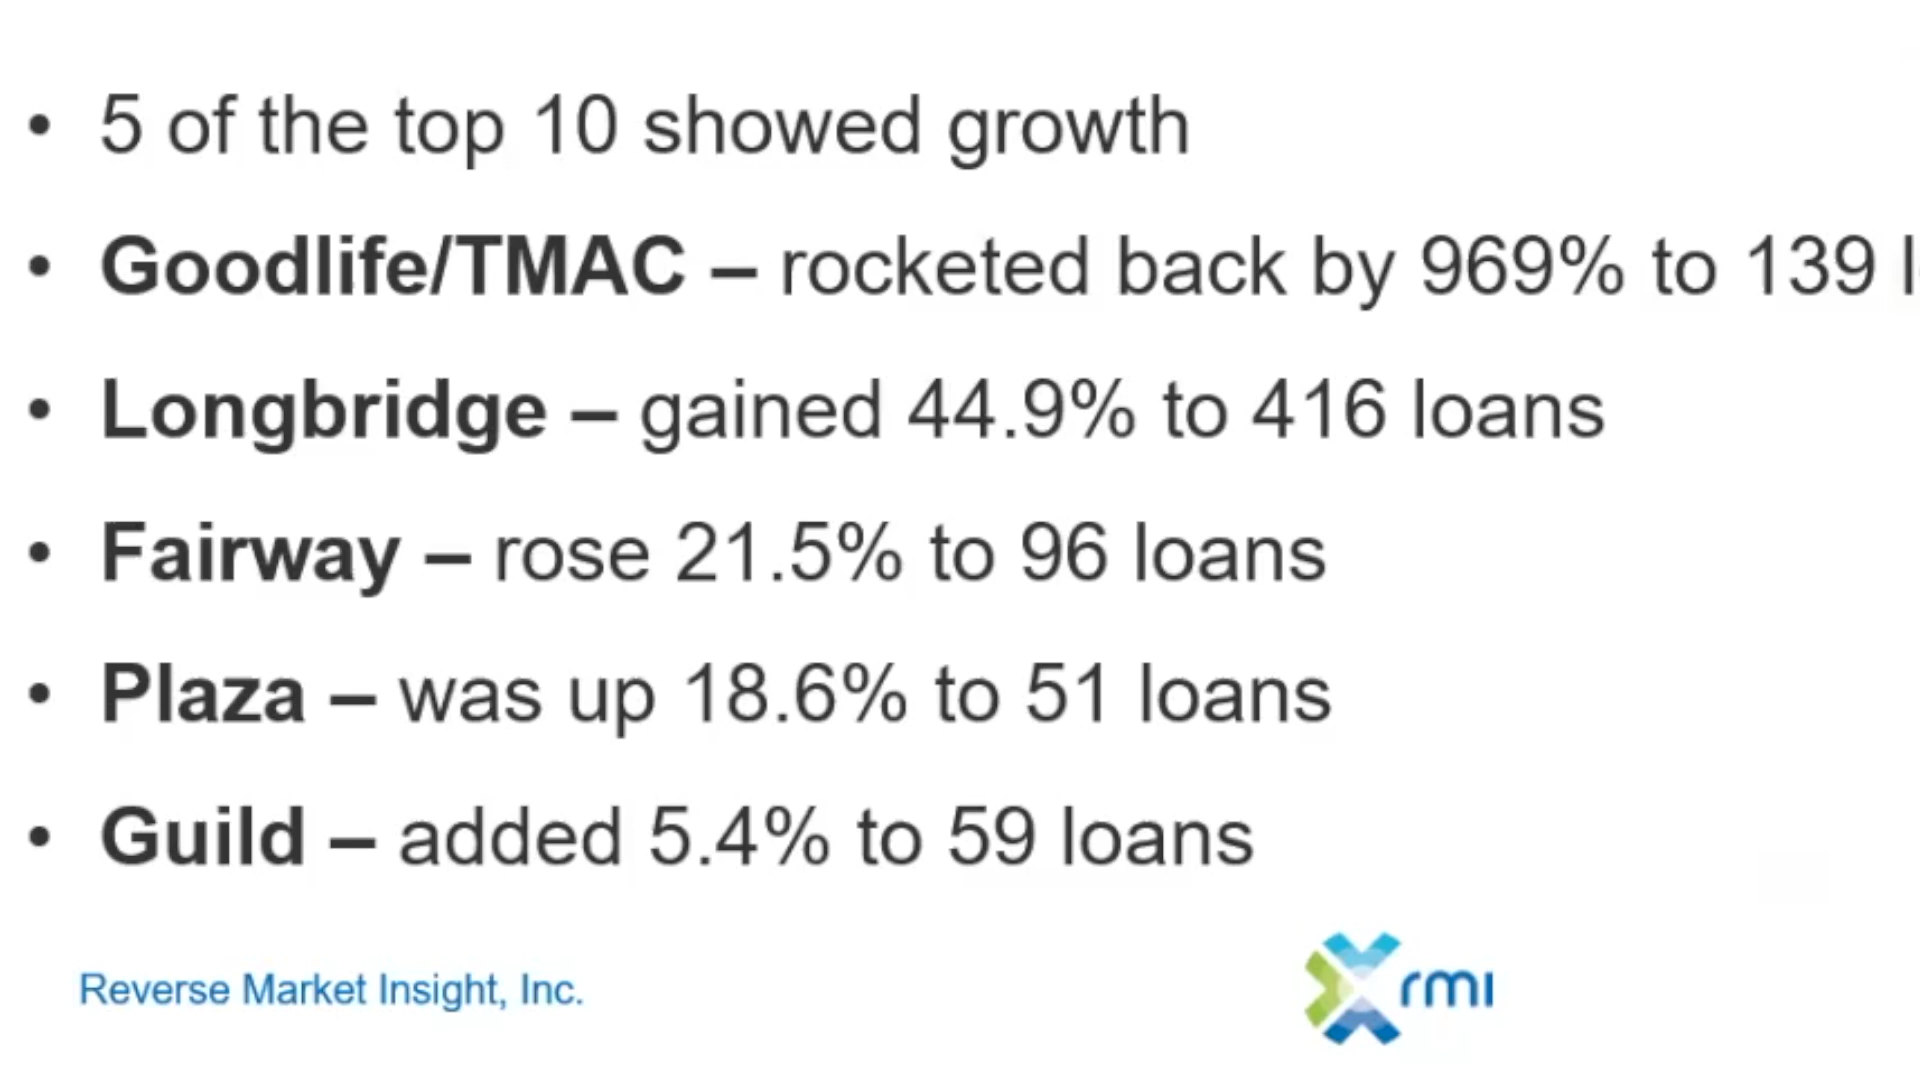 • 5 of the top 10 showed growth
• Goodlife/TMAC – rocketed back by 969% to 139
• Longbridge – gained 44.9% to 416 loans
• Fairway – rose 21.5% to 96 loans
• Plaza – was up 18.6% to 51 loans
• Guild – added 5.4% to 59 loans
Reverse Market Insight, Inc.
rmi